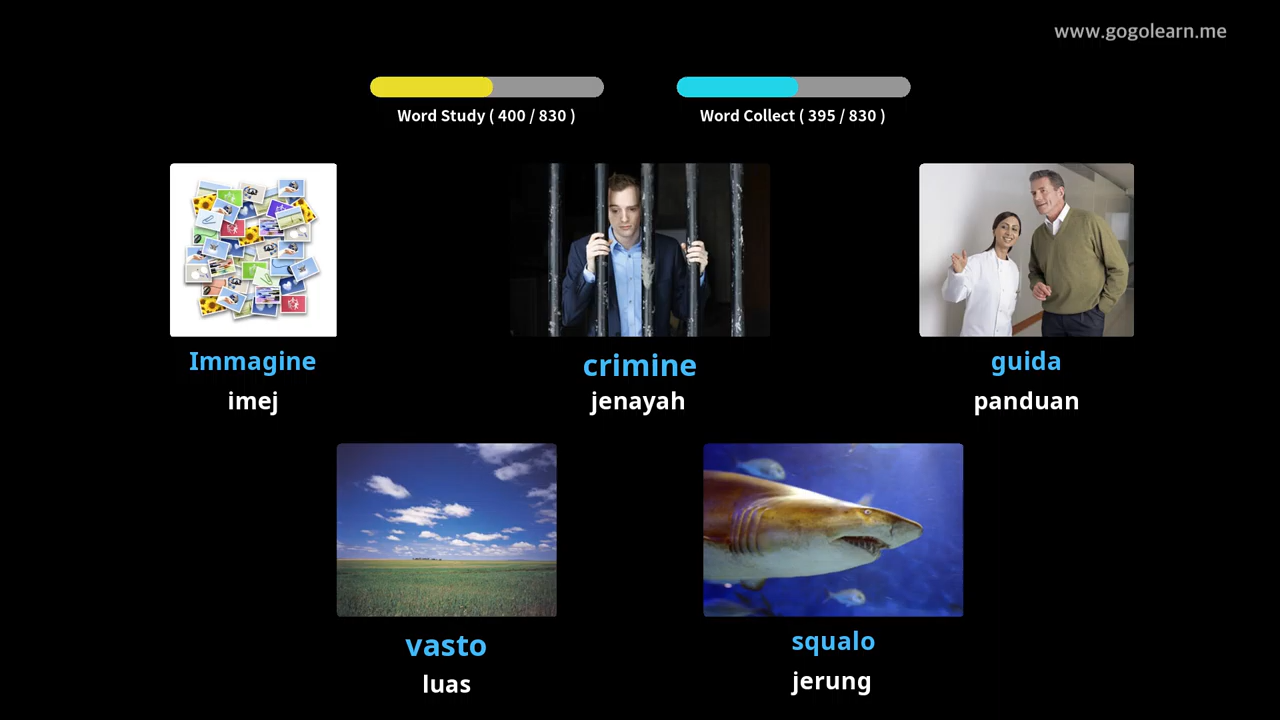 www.gogolearn.me
Word Study ( 400 / 830 )
Word Collect ( 395 / 830 )
Immagine
imej
crimine
jenayah
guida
panduan
vasto
luas
squalo
jerung